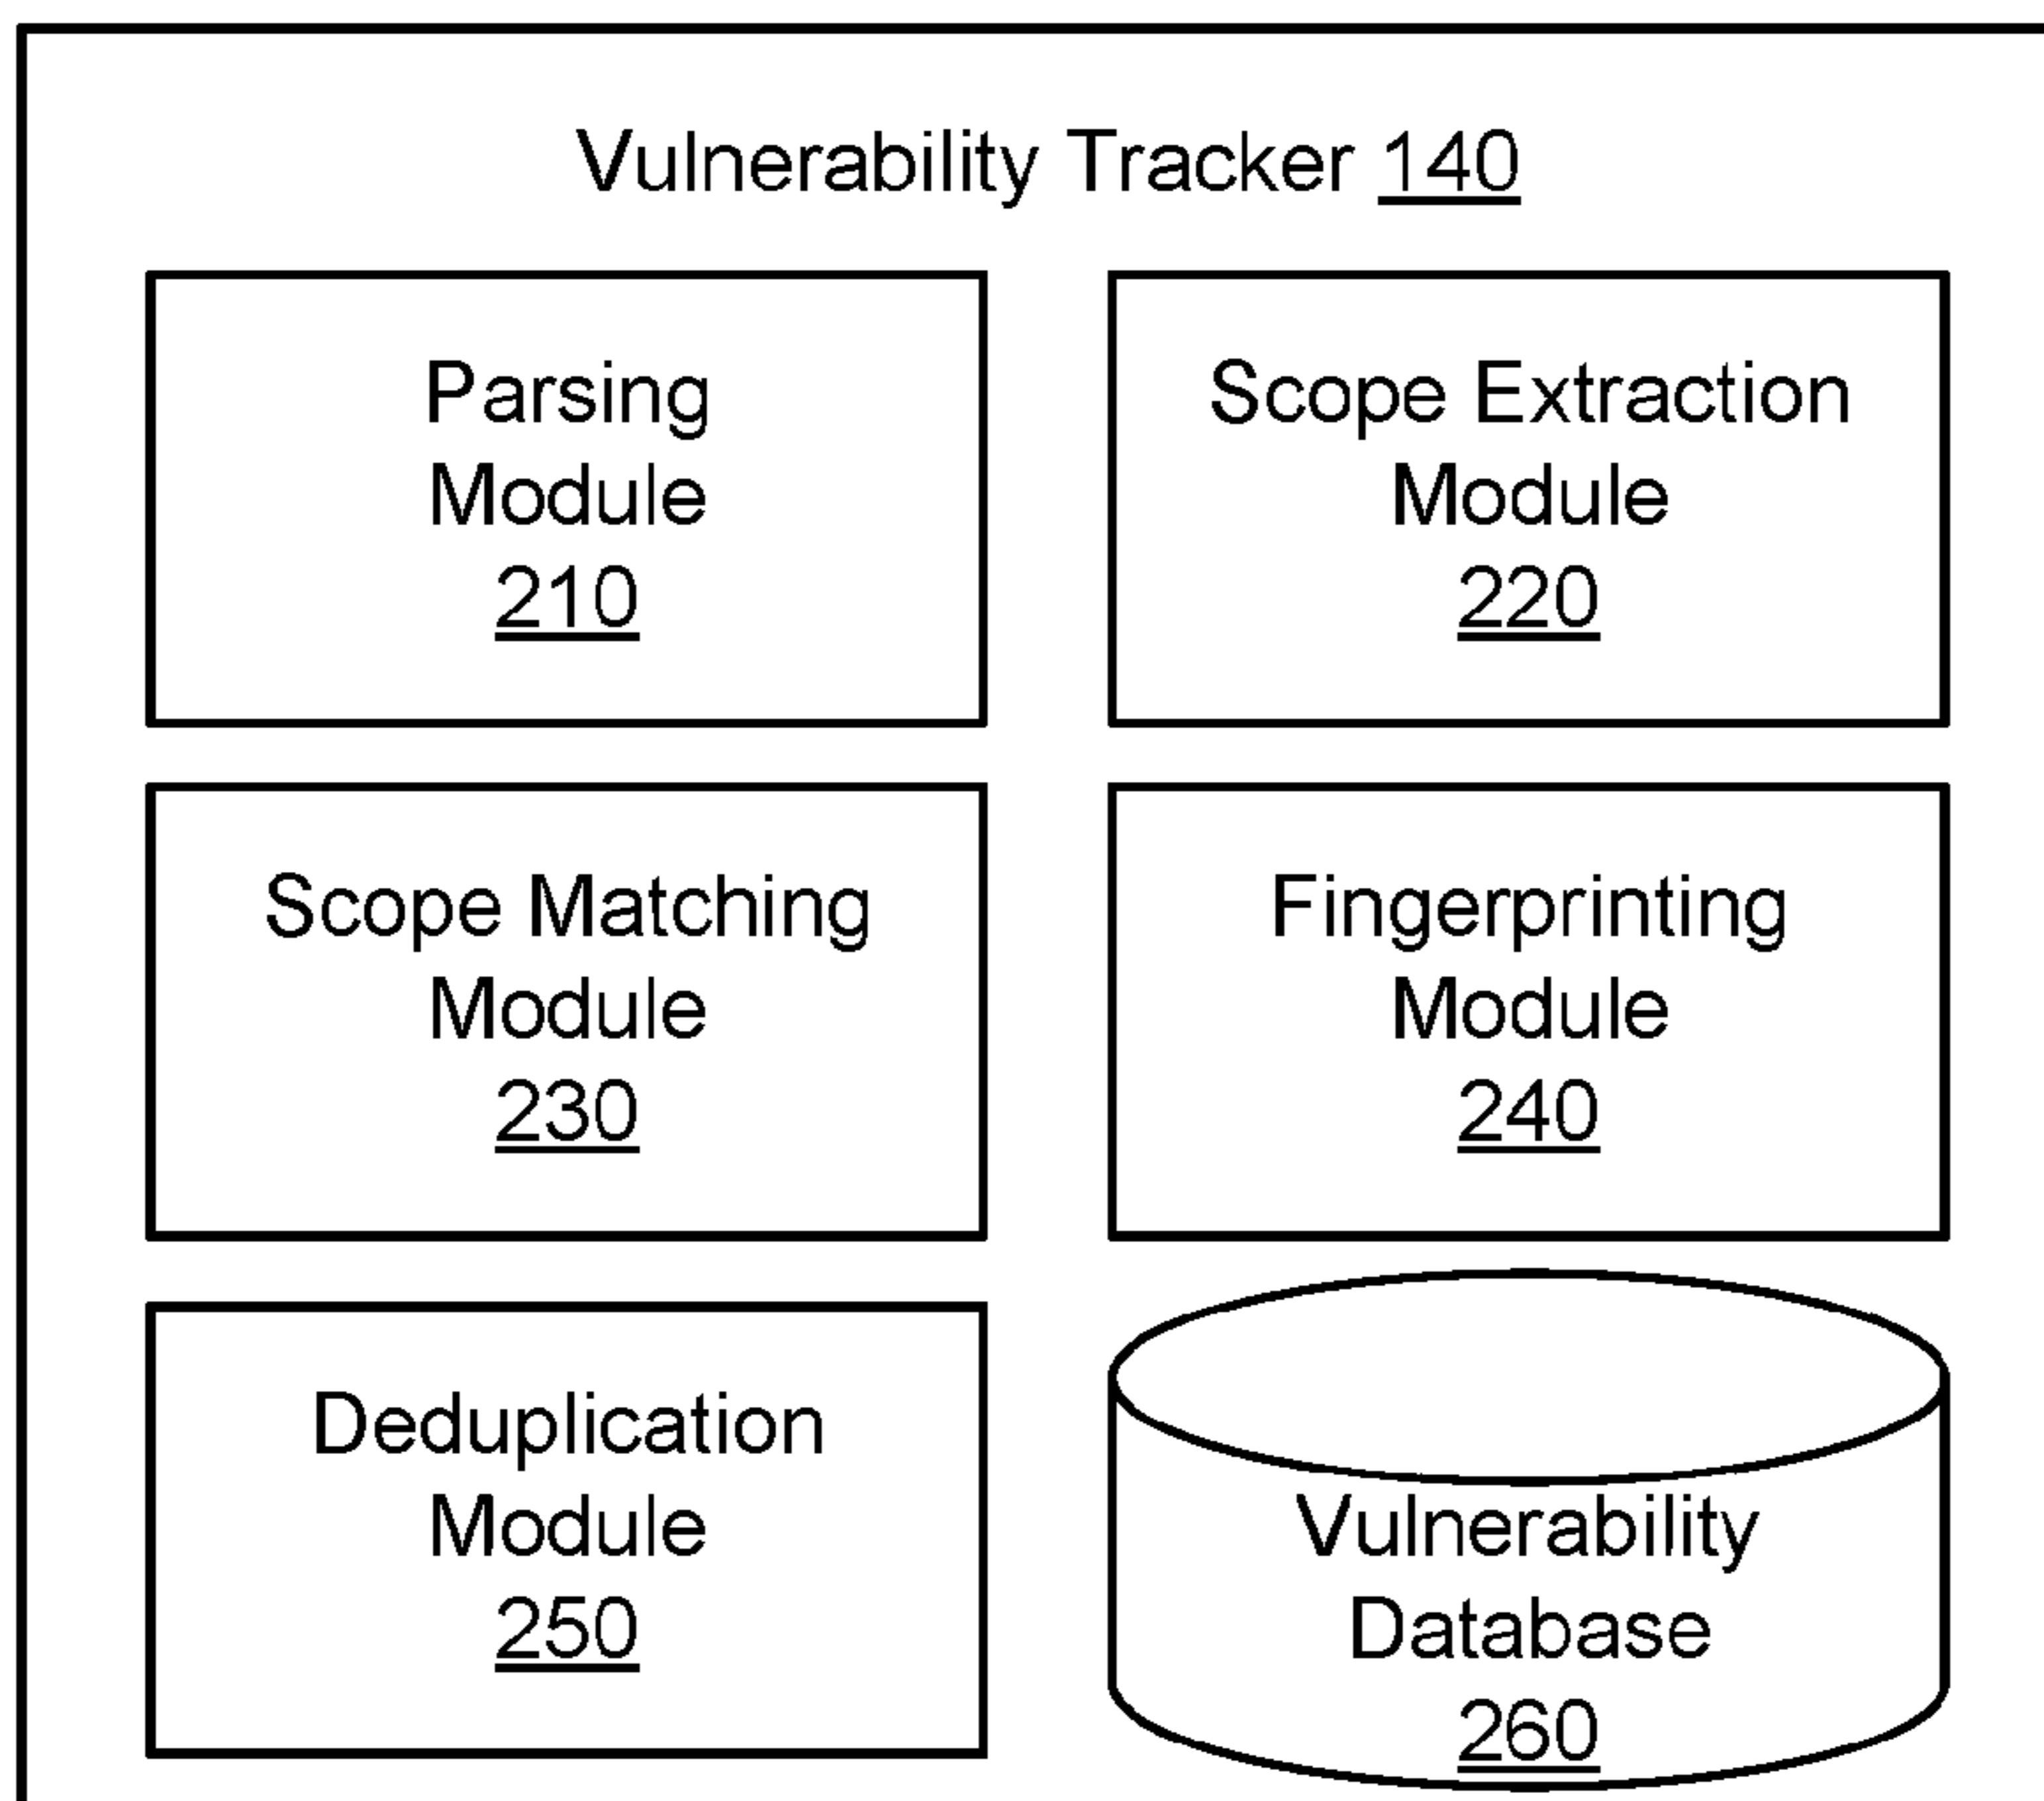 Vulnerability Tracker 140
Parsing
Module
210
Scope Extraction
Module
220
Scope Matching
Module
230
Fingerprinting
Module
240
Deduplication
Module
250
Vulnerability
Database
260